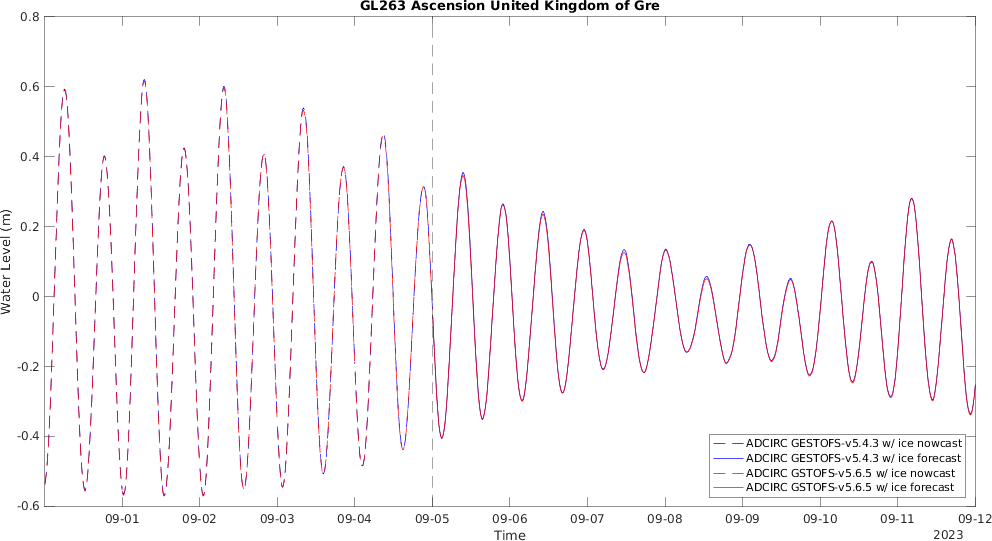 GL263 Ascension United Kingdom of Gre
0.8
0.6
0.4
0.2
0
-0.2
-0.4
-0.6
Water Level (m)
ADCIRC GESTOFS-v5.4.3 w/ ice nowcast
ADCIRC GESTOFS-v5.4.3 w/ ice forecast
ADCIRC GSTOFS-v5.6.5 w/ ice nowcast
ADCIRC GSTOFS-v5.6.5 w/ ice forecast
09-01 09-02 09-03 09-04 09-05 09-06 09-07 09-08 09-09 09-10 09-11 09-12
Time
2023